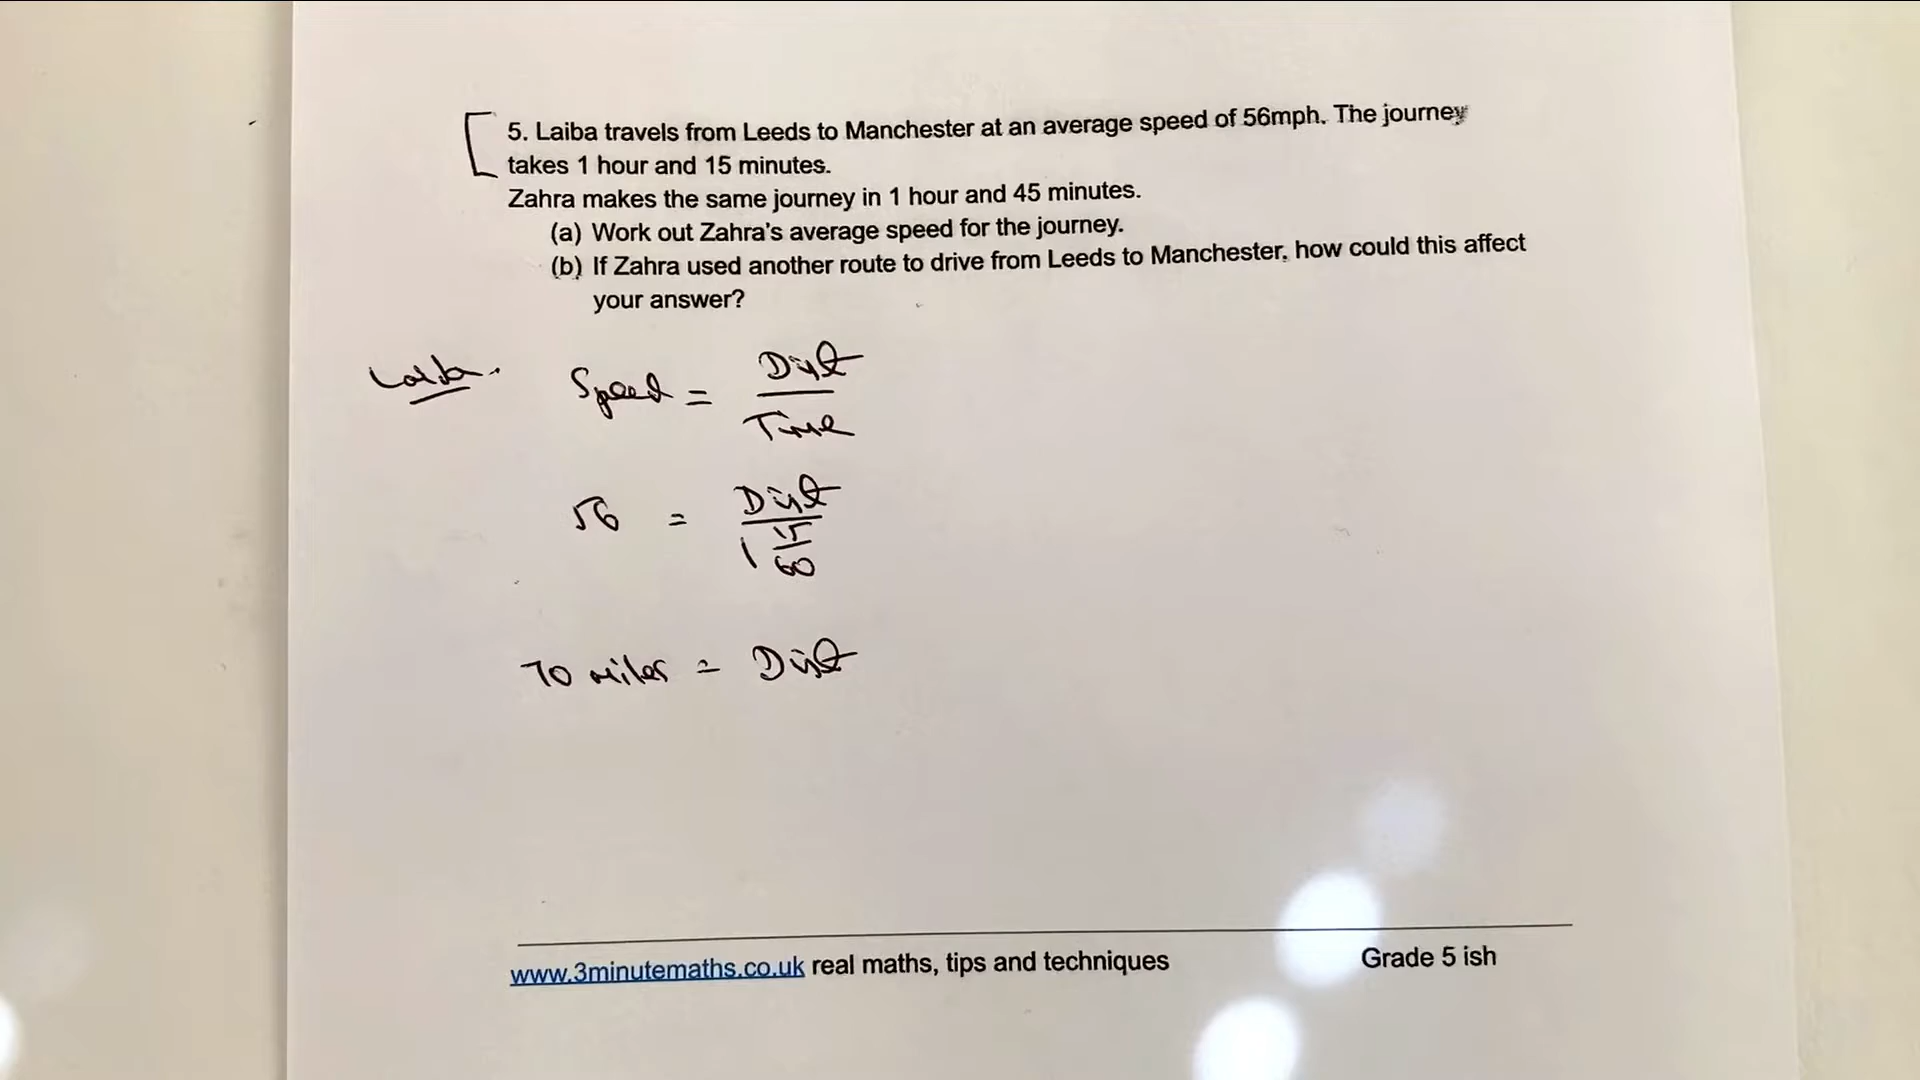 5. Laiba travels from Leeds to Manchester at an average speed of 56mph. The journey
takes 1 hour and 15 minutes.
Zahra makes the same journey in 1 hour and 45 minutes.
(a) Work out Zahra's average speed for the journey.
(b) If Zahra used another route to drive from Leeds to Manchester, how could this affect
your answer?
Laiba. Speed = Dist / Time
56 = Dist / 1 15/60
70 miles = Dist
www.3minutemaths.co.uk real maths, tips and techniques Grade 5 ish